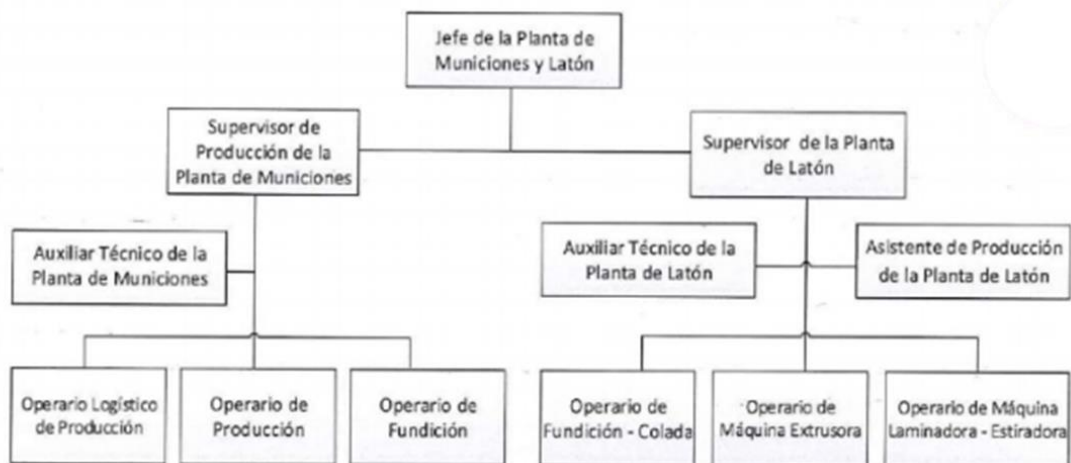 Jefe de la Planta de
Municiones y Latón
Supervisor de
Producción de la
Planta de Municiones
Supervisor de la Planta
de Latón
Auxiliar Técnico de la
Planta de Municiones
Auxiliar Técnico de la
Planta de Latón
Asistente de Producción
de la Planta de Latón
Operario Logístico
de Producción
Operario de
Producción
Operario de
Fundición
Operario de
Fundición - Colada
Operario de
Máquina Extrusora
Operario de Máquina
Laminadora - Estiradora